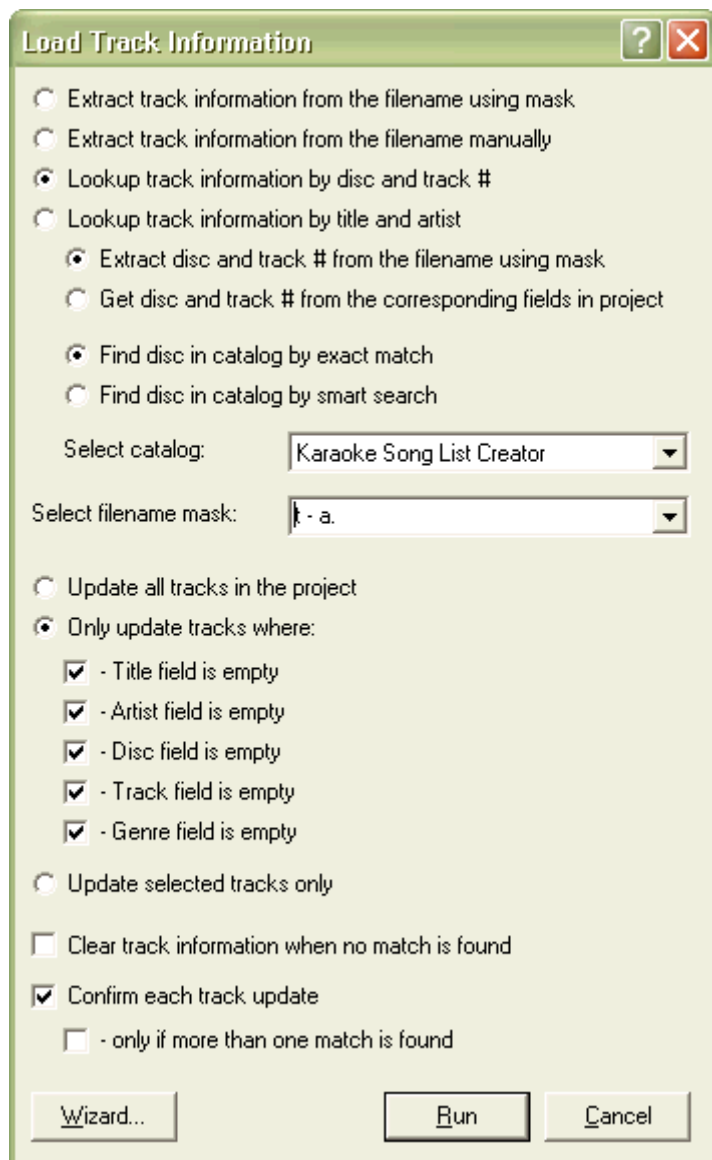 Load Track Information
Extract track information from the filename using mask
Extract track information from the filename manually
Lookup track information by disc and track #
Lookup track information by title and artist
Extract disc and track # from the filename using mask
Get disc and track # from the corresponding fields in project
Find disc in catalog by exact match
Find disc in catalog by smart search
Select catalog: Karaoke Song List Creator
Select filename mask: t - a.
Update all tracks in the project
Only update tracks where:
- Title field is empty
- Artist field is empty
- Disc field is empty
- Track field is empty
- Genre field is empty
Update selected tracks only
Clear track information when no match is found
Confirm each track update
- only if more than one match is found
Wizard... Run Cancel